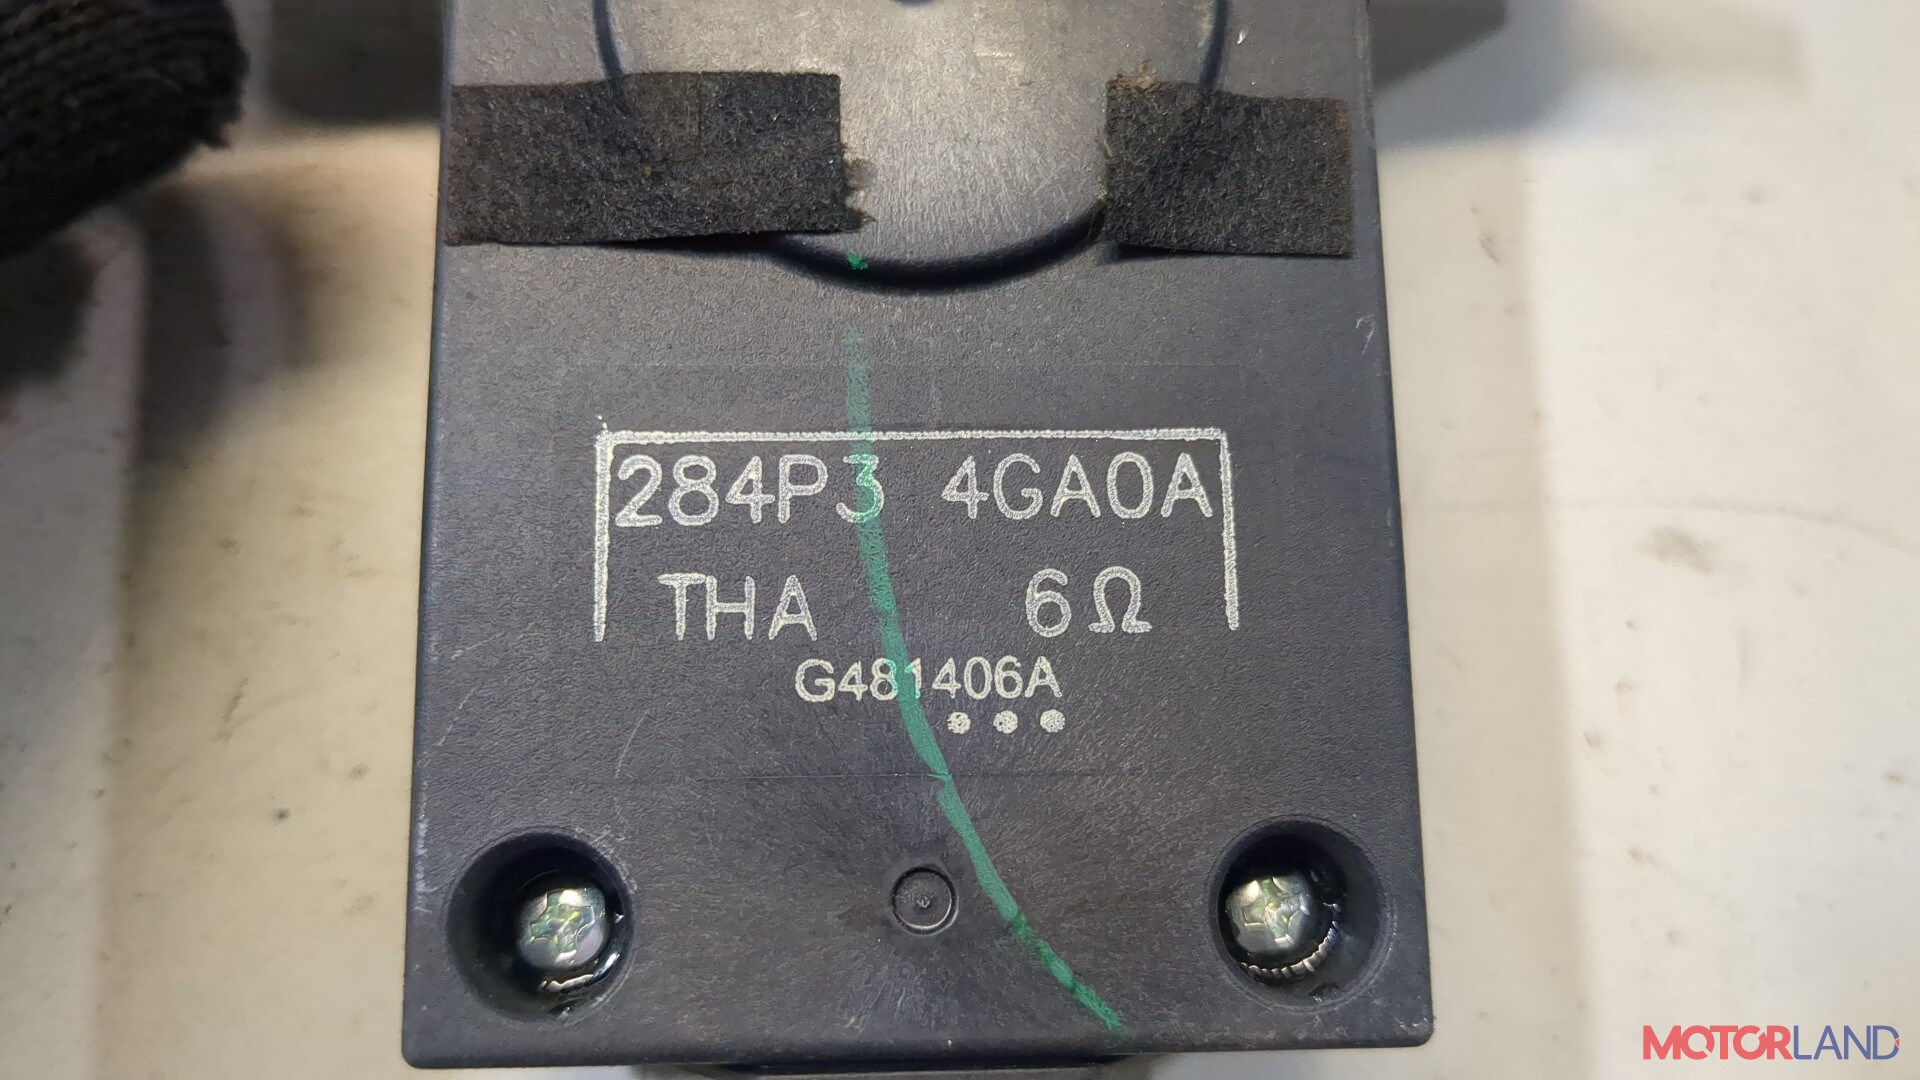 284P3 4GA0A
THA 6Ω
G481406A
MOTORLAND